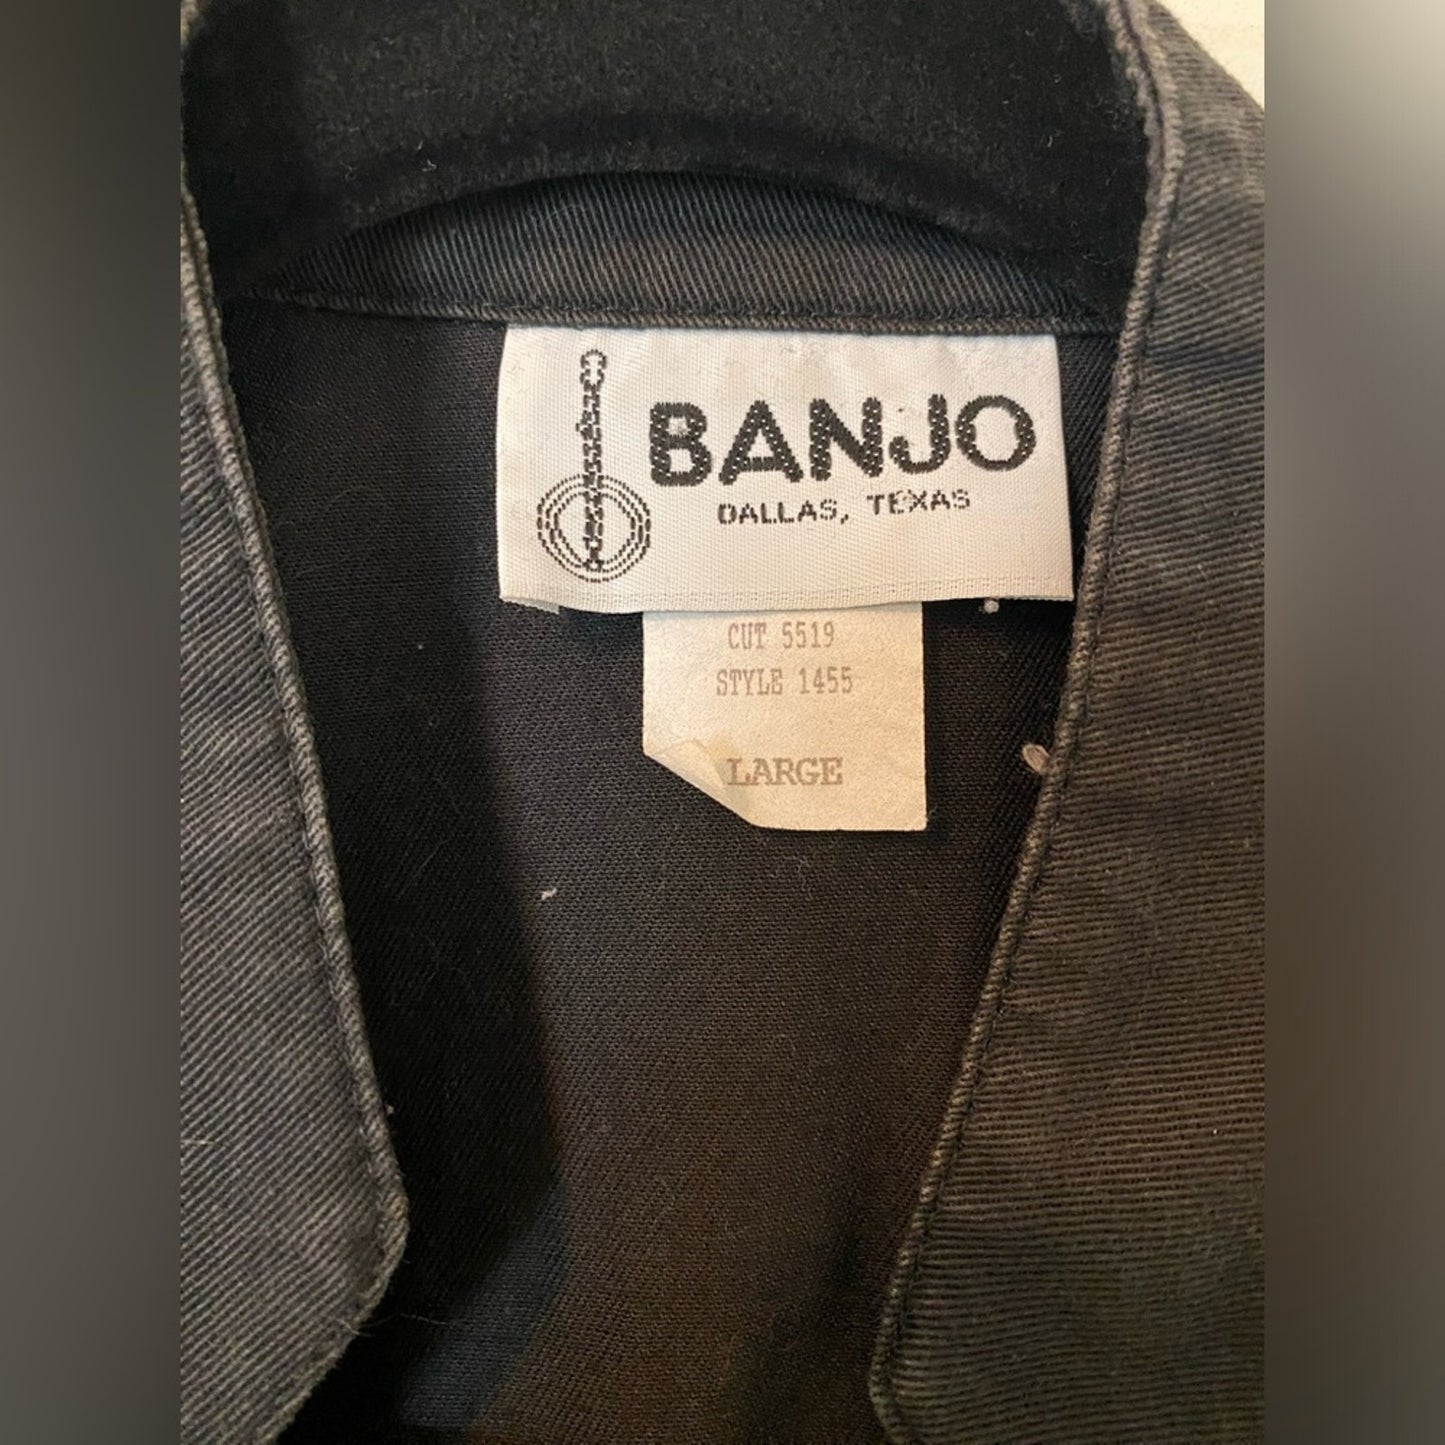 BANJO
DALLAS, TEXAS
CUT 5519
STYLE 1455
LARGE